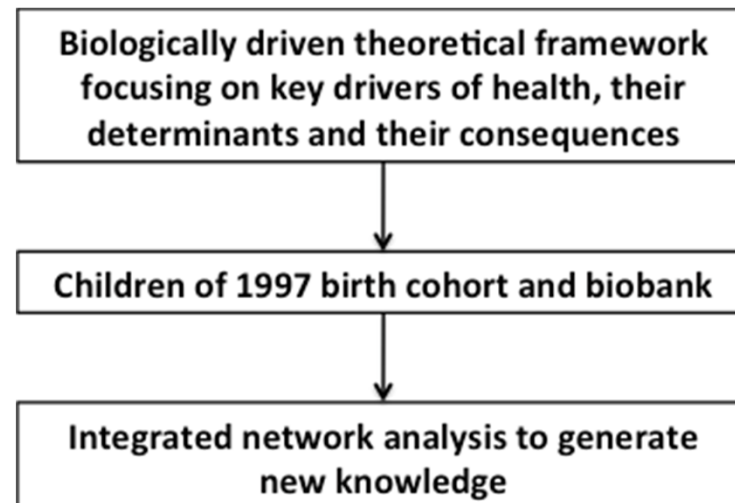 Biologically driven theoretical framework
focusing on key drivers of health, their
determinants and their consequences
Children of 1997 birth cohort and biobank
Integrated network analysis to generate
new knowledge